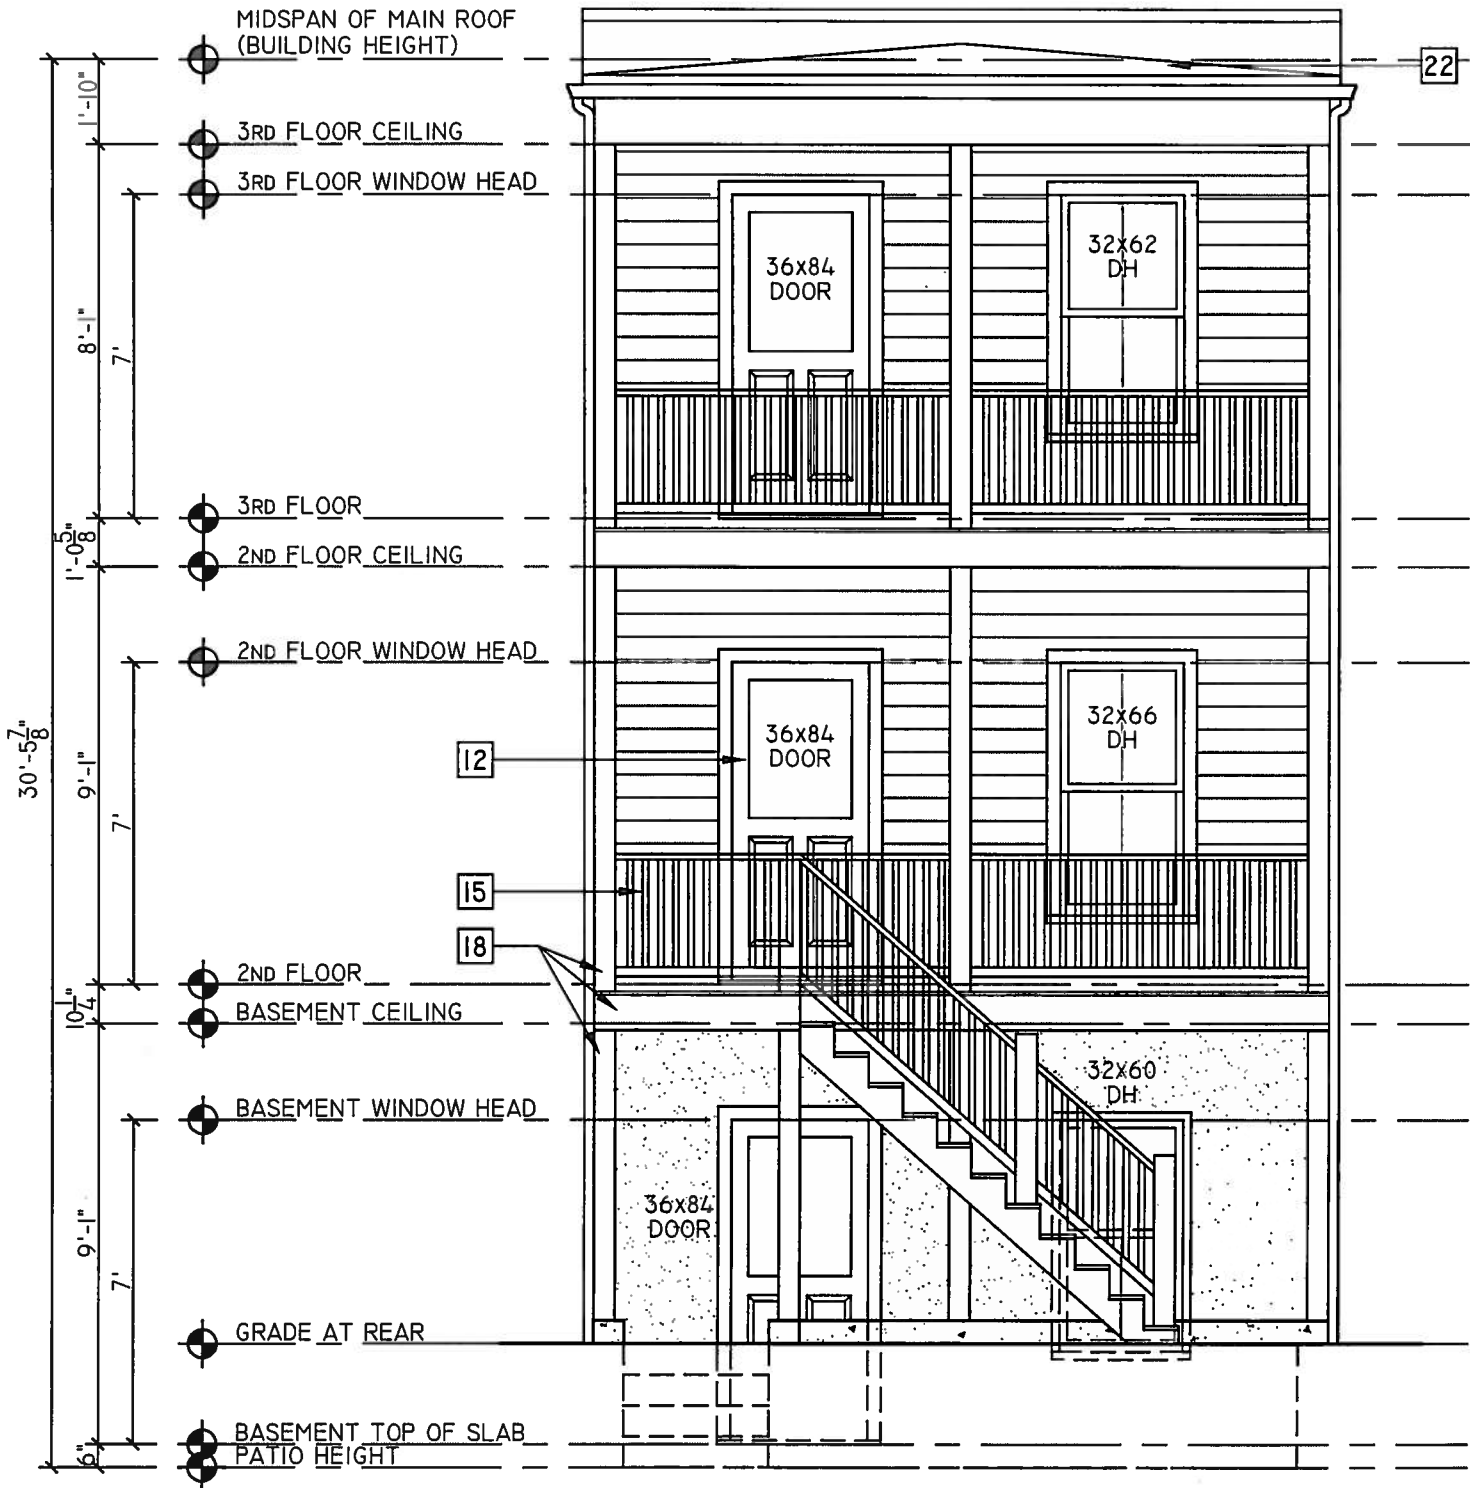 MIDSPAN OF MAIN ROOF
(BUILDING HEIGHT)
22
1'-10"
3RD FLOOR CEILING
3RD FLOOR WINDOW HEAD
36x84
DOOR
32x62
DH
8'-1"
7'
3RD FLOOR
1'-0 5/8"
2ND FLOOR CEILING
2ND FLOOR WINDOW HEAD
36x84
DOOR
32x66
DH
12
30'-5 7/8"
9'-1"
7'
15
18
2ND FLOOR
10 1/4"
BASEMENT CEILING
32x60
DH
BASEMENT WINDOW HEAD
36x84
DOOR
9'-1"
7'
GRADE AT REAR
BASEMENT TOP OF SLAB
6"
PATIO HEIGHT